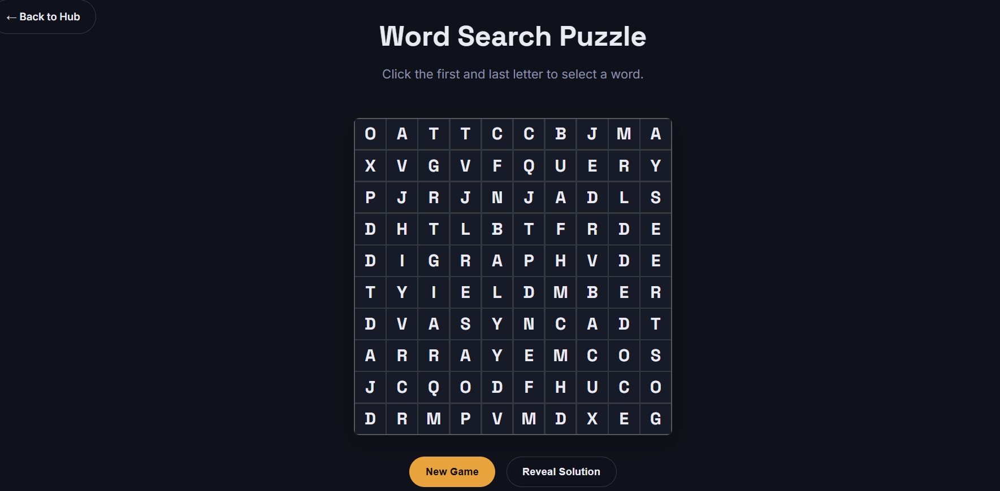 ← Back to Hub
Word Search Puzzle
Click the first and last letter to select a word.
O A T T C C B J M A
X V G V F Q U E R Y
P J R J N J A D L S
D H T L B T F R D E
D I G R A P H V D E
T Y I E L D M B E R
D V A S Y N C A D T
A R R A Y E M C O S
J C Q O D F H U C O
D R M P V M D X E G
New Game Reveal Solution